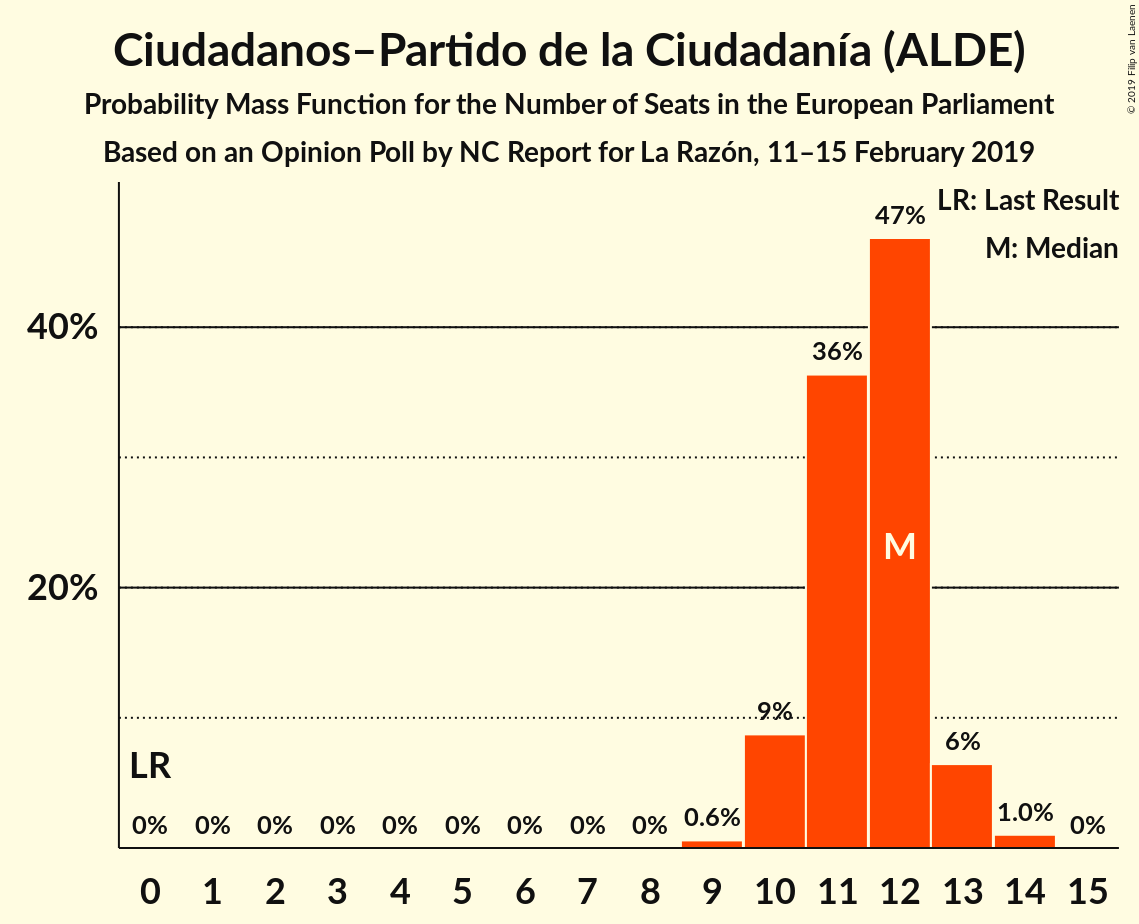 Ciudadanos–Partido de la Ciudadanía (ALDE)
Probability Mass Function for the Number of Seats in the European Parliament
Based on an Opinion Poll by NC Report for La Razón, 11–15 February 2019
© 2019 Filip van Laenen
LR: Last Result
M: Median
47%
40%
36%
M
20%
9%
6%
LR
0% 0% 0% 0% 0% 0% 0% 0% 0% 0.6% 1.0% 0%
0 1 2 3 4 5 6 7 8 9 10 11 12 13 14 15